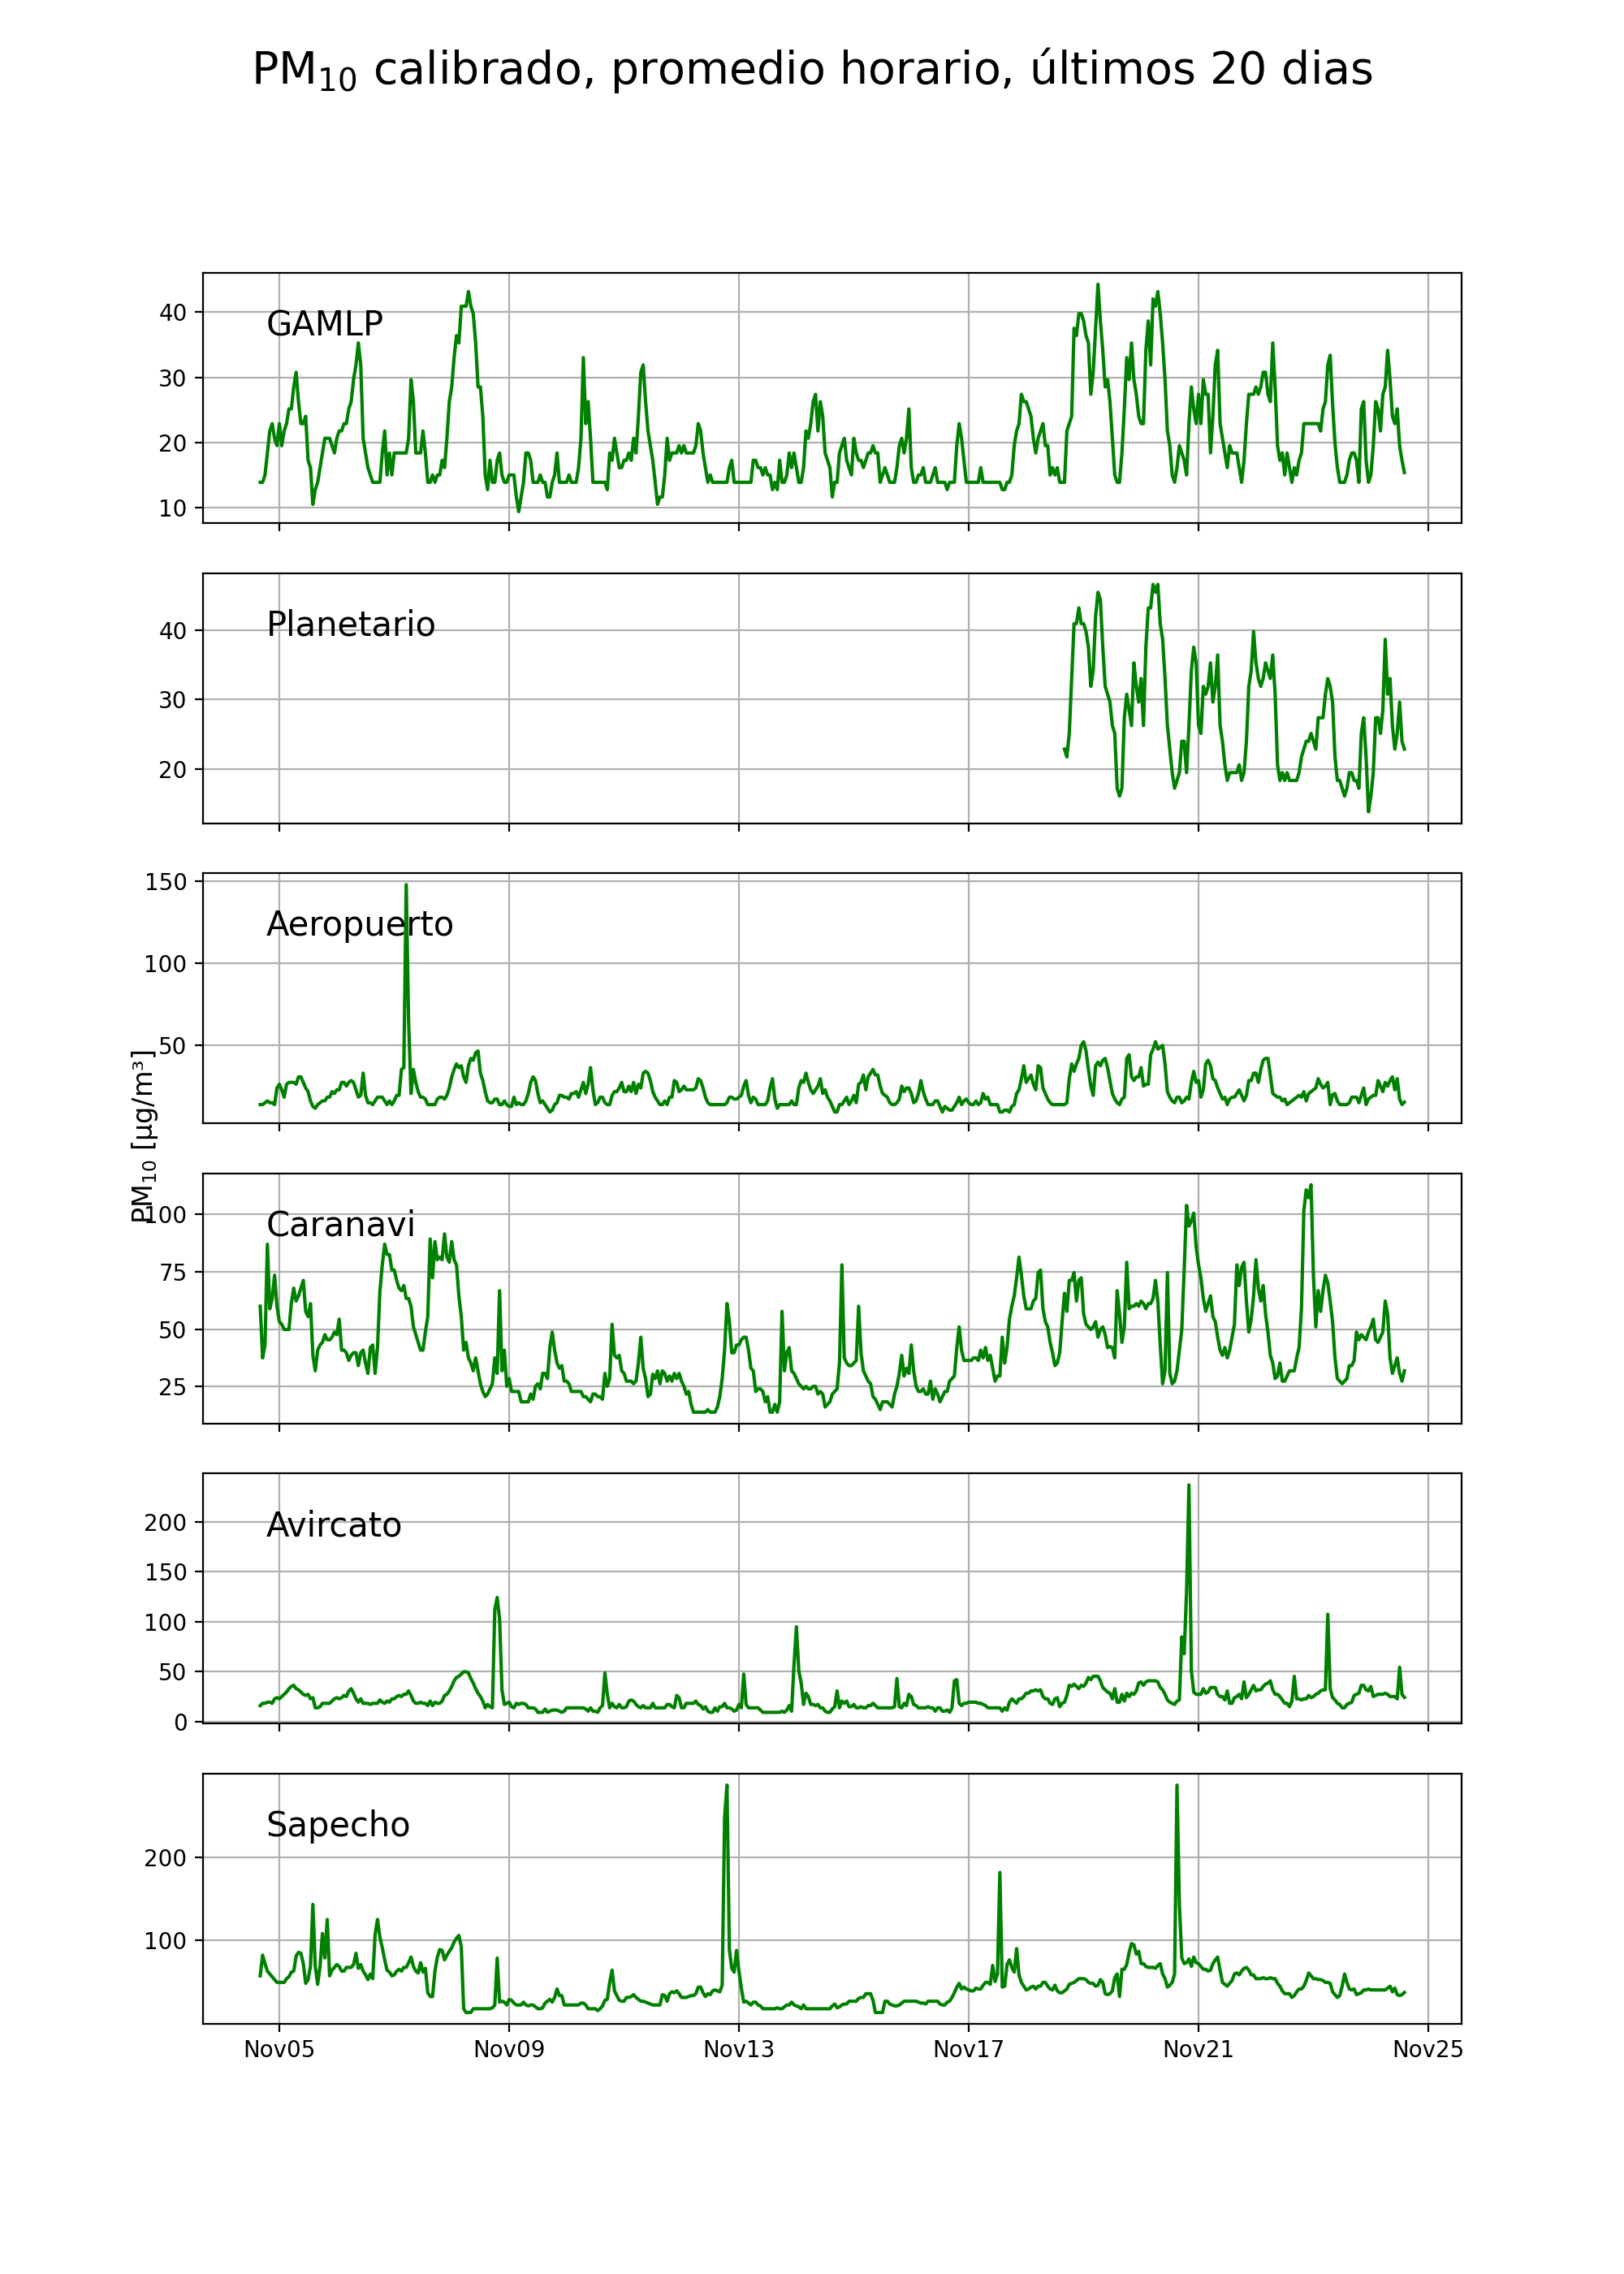 PM₁₀ calibrado, promedio horario, últimos 20 dias
GAMLP
40
30
20
10
Planetario
40
30
20
Aeropuerto
150
100
50
PM₁₀ [µg/m³]
Caranavi
100
75
50
25
Avircato
200
150
100
50
0
Sapecho
200
100
Nov05 Nov09 Nov13 Nov17 Nov21 Nov25